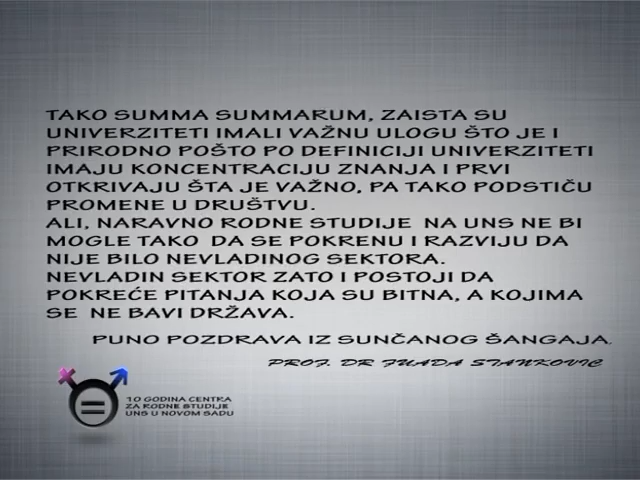 TAKO SUMMA SUMMARUM, ZAISTA SU
UNIVERZITETI IMALI VAŽNU ULOGU ŠTO JE I
PRIRODNO POŠTO PO DEFINICIJI UNIVERZITETI
IMAJU KONCENTRACIJU ZNANJA I PRVI
OTKRIVAJU ŠTA JE VAŽNO, PA TAKO PODSTIČU
PROMENE U DRUŠTVU.
ALI, NARAVNO RODNE STUDIJE NA UNS NE BI
MOGLE TAKO DA SE POKRENU I RAZVIJU DA
NIJE BILO NEVLADINOG SEKTORA.
NEVLADIN SEKTOR ZATO I POSTOJI DA
POKREĆE PITANJA KOJA SU BITNA, A KOJIMA
SE NE BAVI DRŽAVA.
PUNO POZDRAVA IZ SUNČANOG ŠANGAJA.
PROF. DR FUADA STANKOVIC
10 GODINA CENTRA
ZA RODNE STUDIJE
UNS U NOVOM SADU